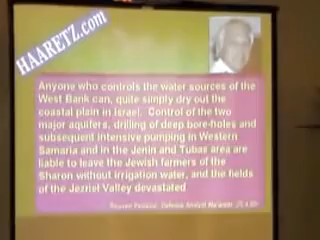 HAARETZ.com
Anyone who controls the water sources of the
West Bank can, quite simply dry out the
coastal plain in Israel. Control of the two
major aquifers, drilling of deep bore-holes and
subsequent intensive pumping in Western
Samaria and in the Jenin and Tubas area are
liable to leave the Jewish farmers of the
Sharon without irrigation water, and the fields
of the Jezriel Valley devastated
Defense Analyst